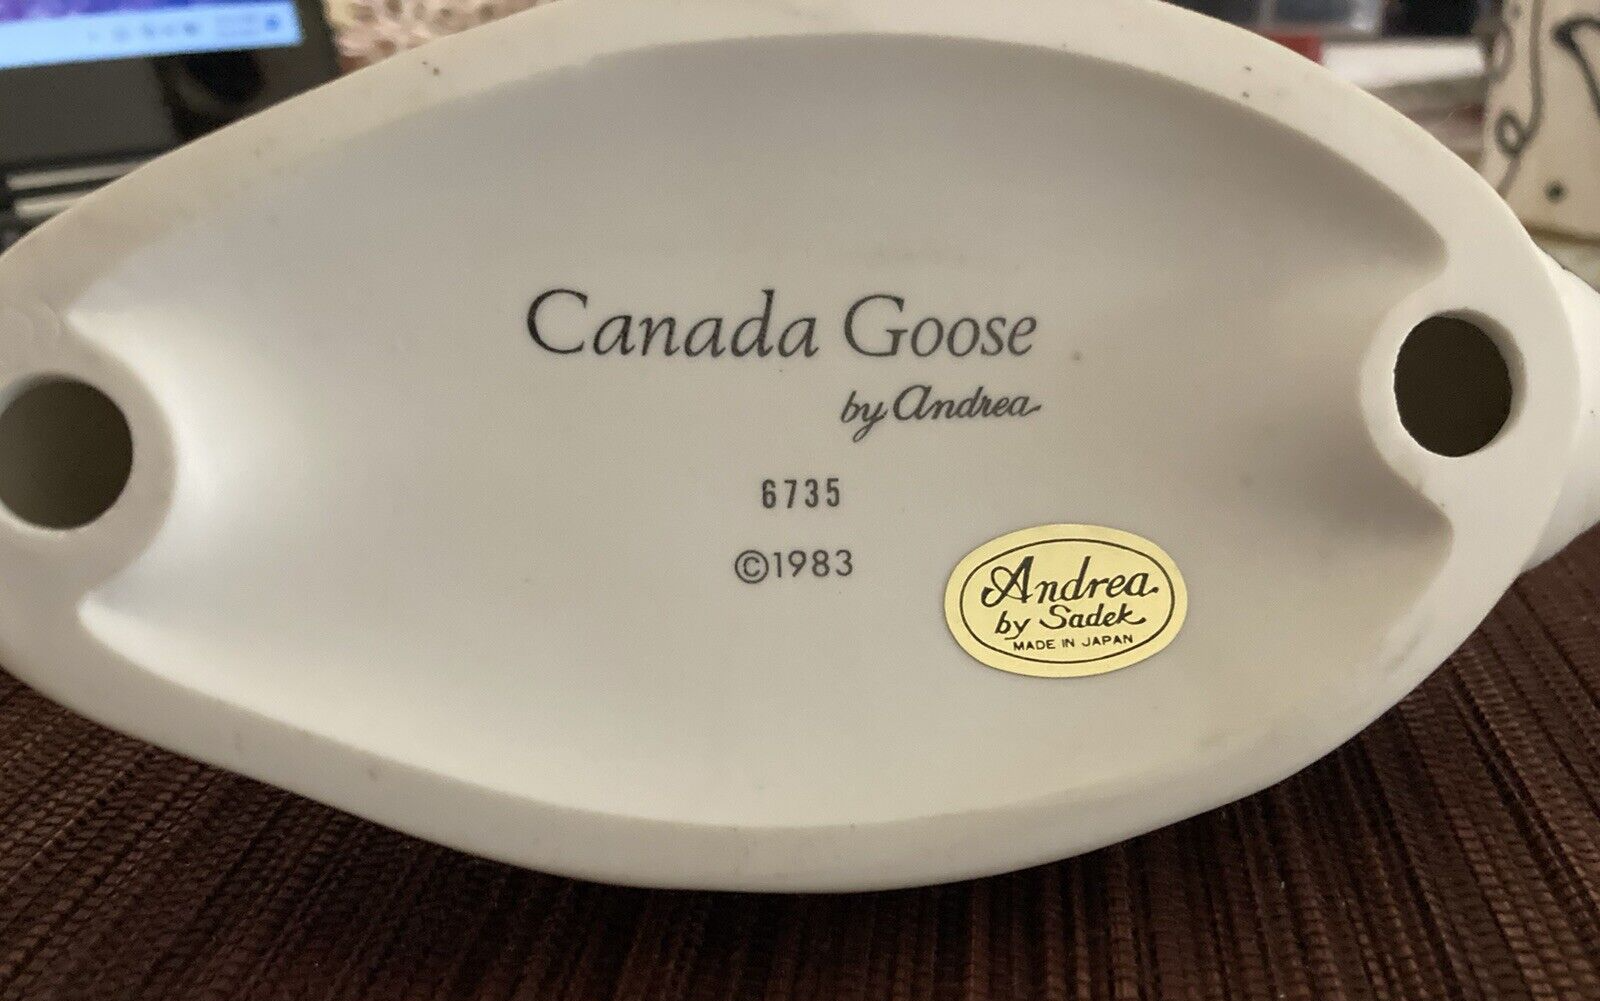 Canada Goose
by Andrea
6735
©1983
Andrea
by Sadek
MADE IN JAPAN